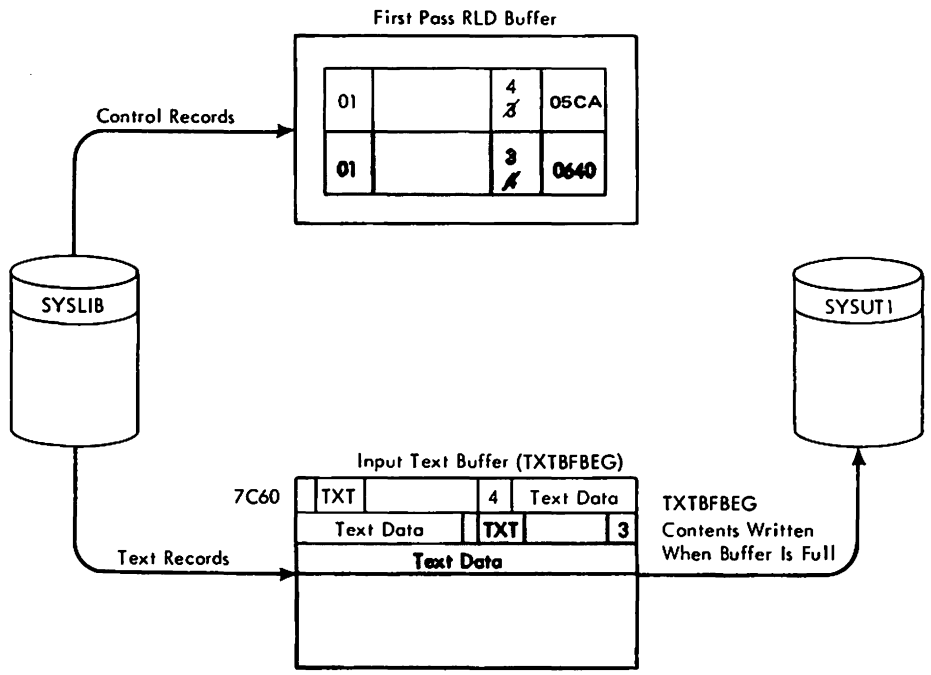 First Pass RLD Buffer
01 4 3 05CA
01 3 4 0640
Control Records
SYSLIB
SYSUT1
Input Text Buffer (TXTBFBEG)
7C60 TXT 4 Text Data
Text Data TXT 3
Text Data
Text Records
TXTBFBEG
Contents Written
When Buffer Is Full